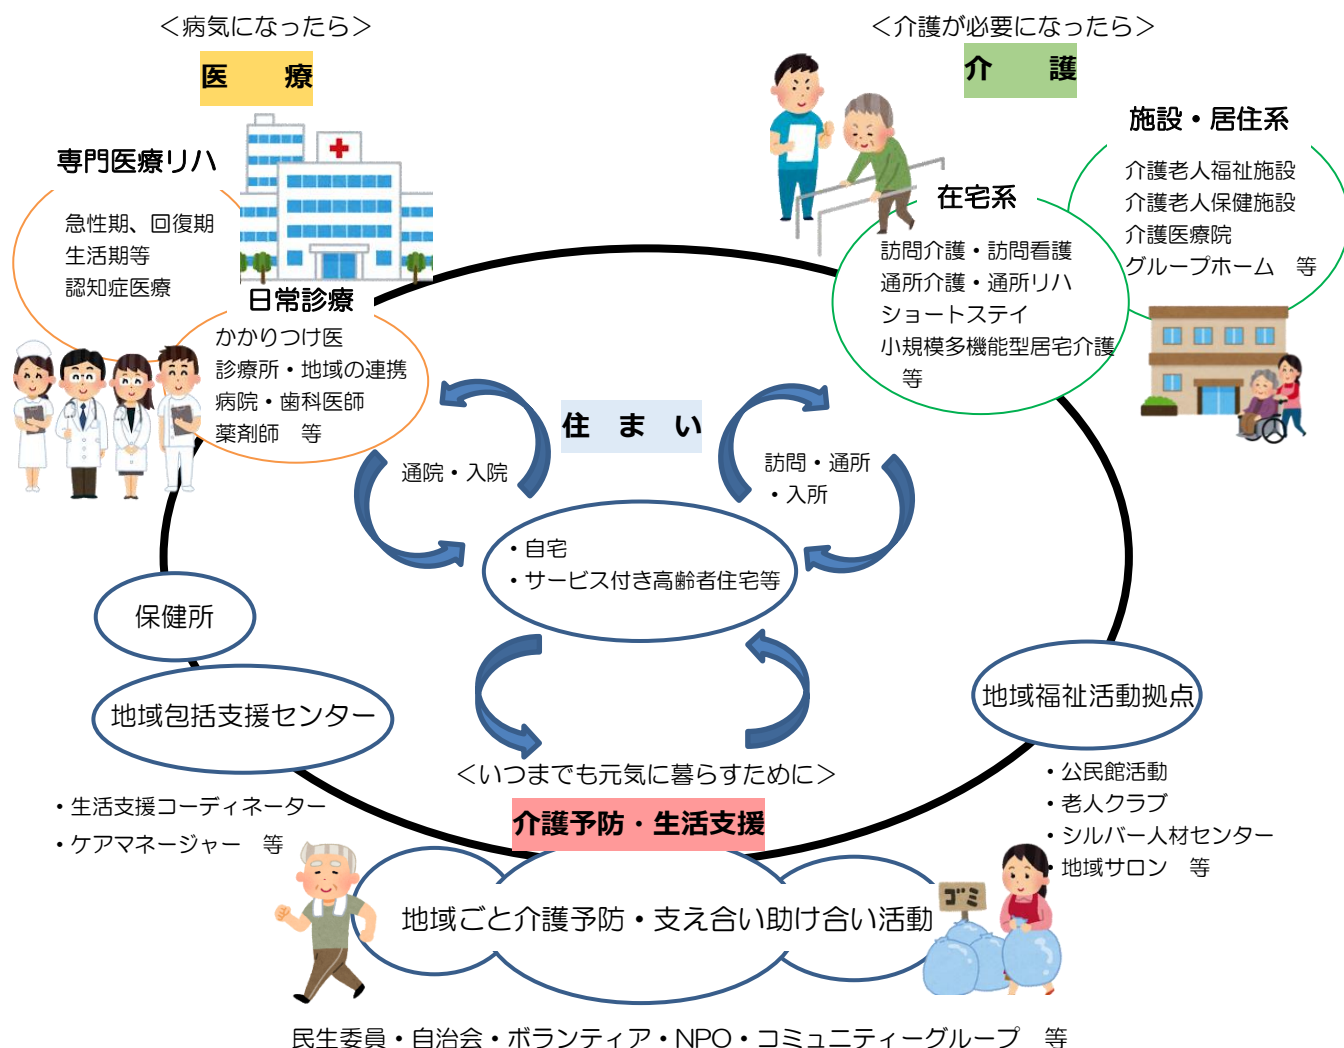 ＜病気になったら＞
医　療
専門医療リハ
急性期、回復期
生活期等
認知症医療
日常診療
かかりつけ医
診療所・地域の連携
病院・歯科医師
薬剤師　等
＜介護が必要になったら＞
介　護
施設・居住系
介護老人福祉施設
介護老人保健施設
介護医療院
グループホーム　等
在宅系
訪問介護・訪問看護
通所介護・通所リハ
ショートステイ
小規模多機能型居宅介護
等
住　ま　い
通院・入院
訪問・通所
・入所
・自宅
・サービス付き高齢者住宅等
保健所
地域包括支援センター
・生活支援コーディネーター
・ケアマネージャー　等
地域福祉活動拠点
・公民館活動
・老人クラブ
・シルバー人材センター
・地域サロン　等
＜いつまでも元気に暮らすために＞
介護予防・生活支援
地域ごと介護予防・支え合い助け合い活動
ゴミ
民生委員・自治会・ボランティア・NPO・コミュニティーグループ　等